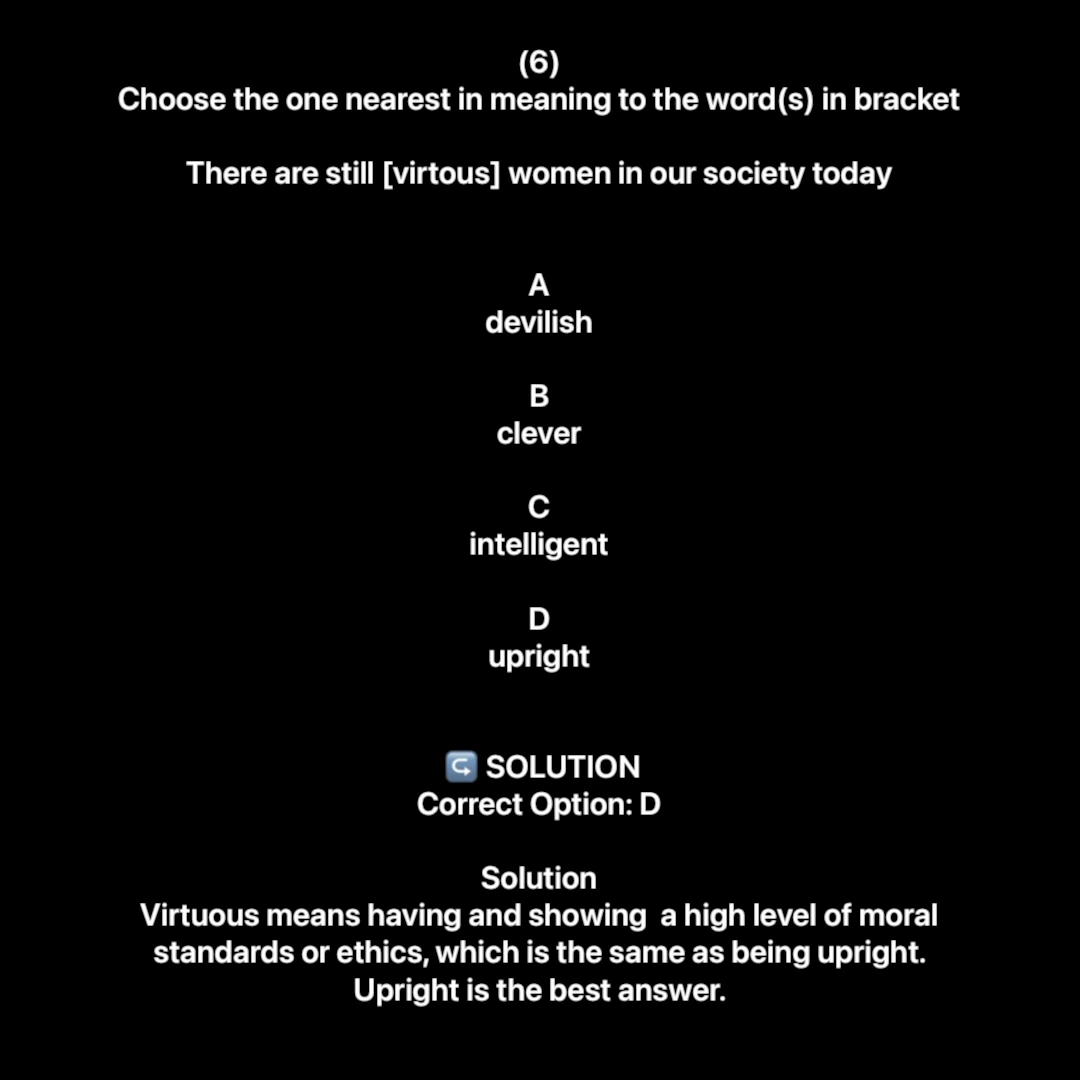 (6)
Choose the one nearest in meaning to the word(s) in bracket
There are still [virtous] women in our society today
A
devilish
B
clever
C
intelligent
D
upright
↪️ SOLUTION
Correct Option: D
Solution
Virtuous means having and showing  a high level of moral
standards or ethics, which is the same as being upright.
Upright is the best answer.